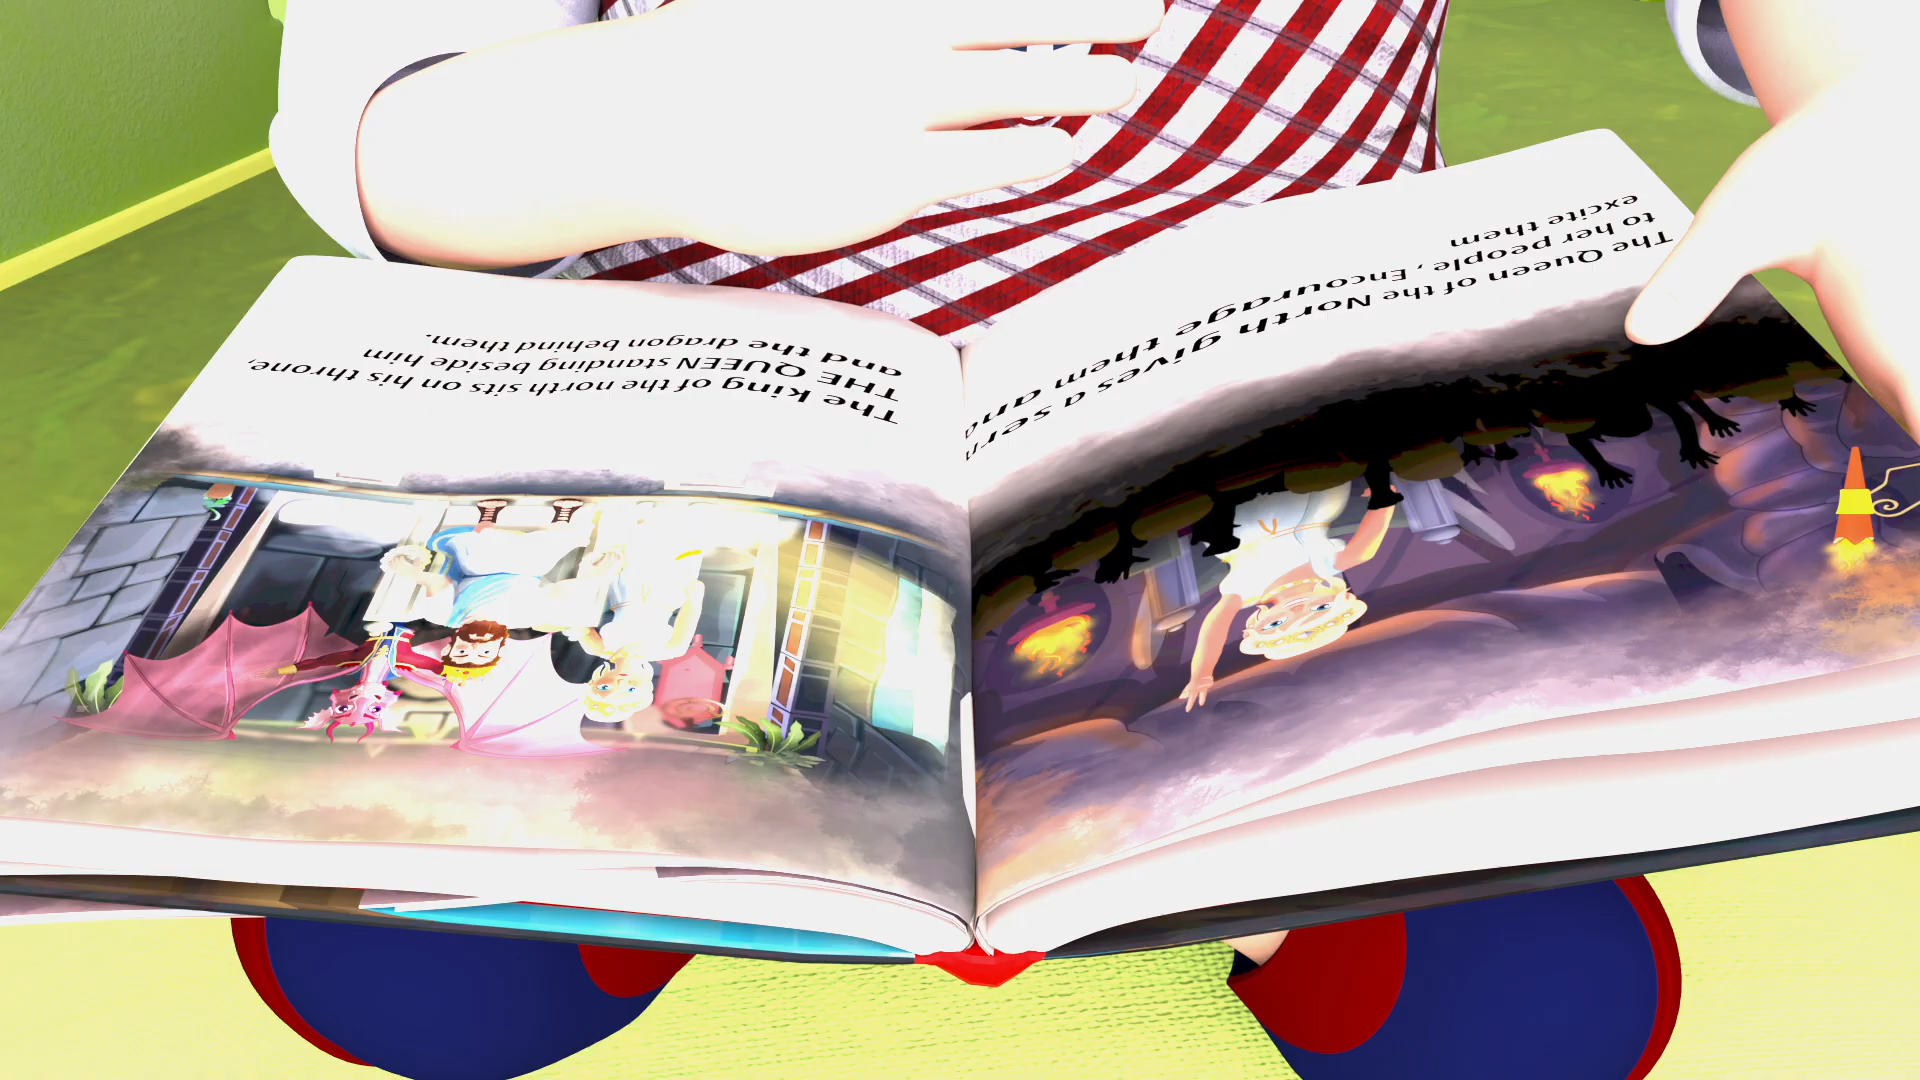 The Queen of the North gives a
to her people, Encourage them and
excite them
The king of the north sits on his throne,
THE QUEEN standing beside him
and the dragon behind them.